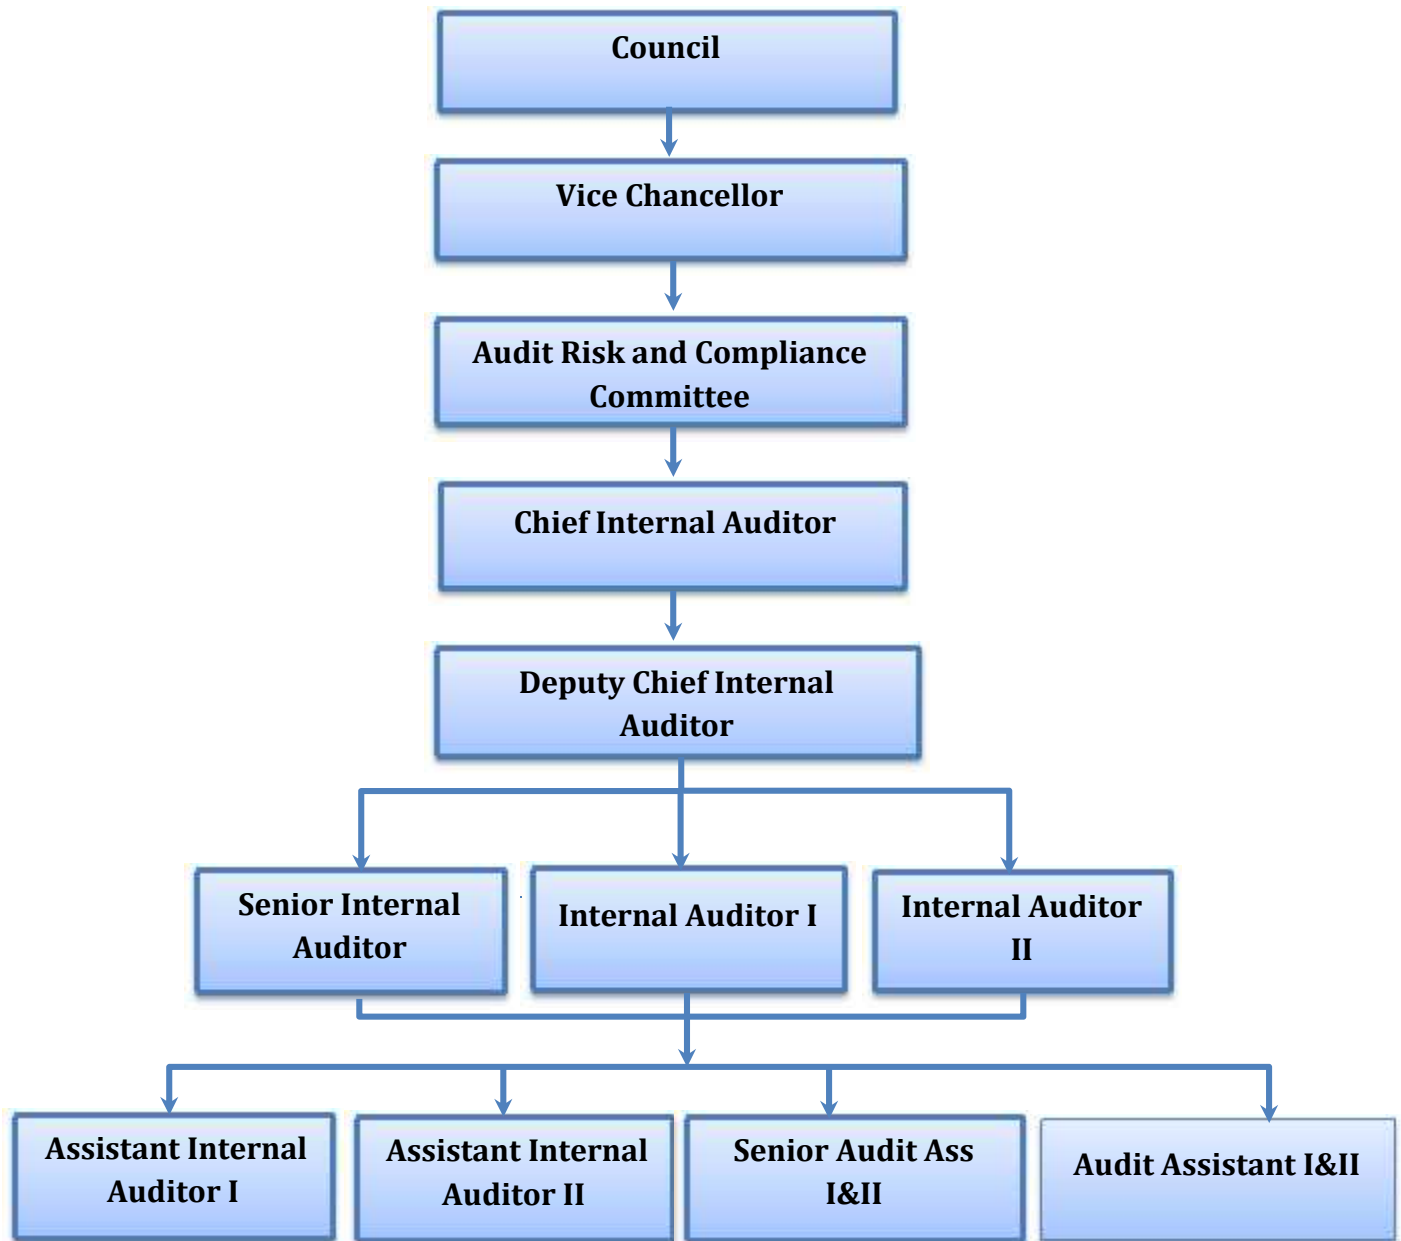 Council
Vice Chancellor
Audit Risk and Compliance
Committee
Chief Internal Auditor
Deputy Chief Internal
Auditor
Senior Internal
Auditor
Internal Auditor I
Internal Auditor
II
Assistant Internal
Auditor I
Assistant Internal
Auditor II
Senior Audit Ass
I&II
Audit Assistant I&II